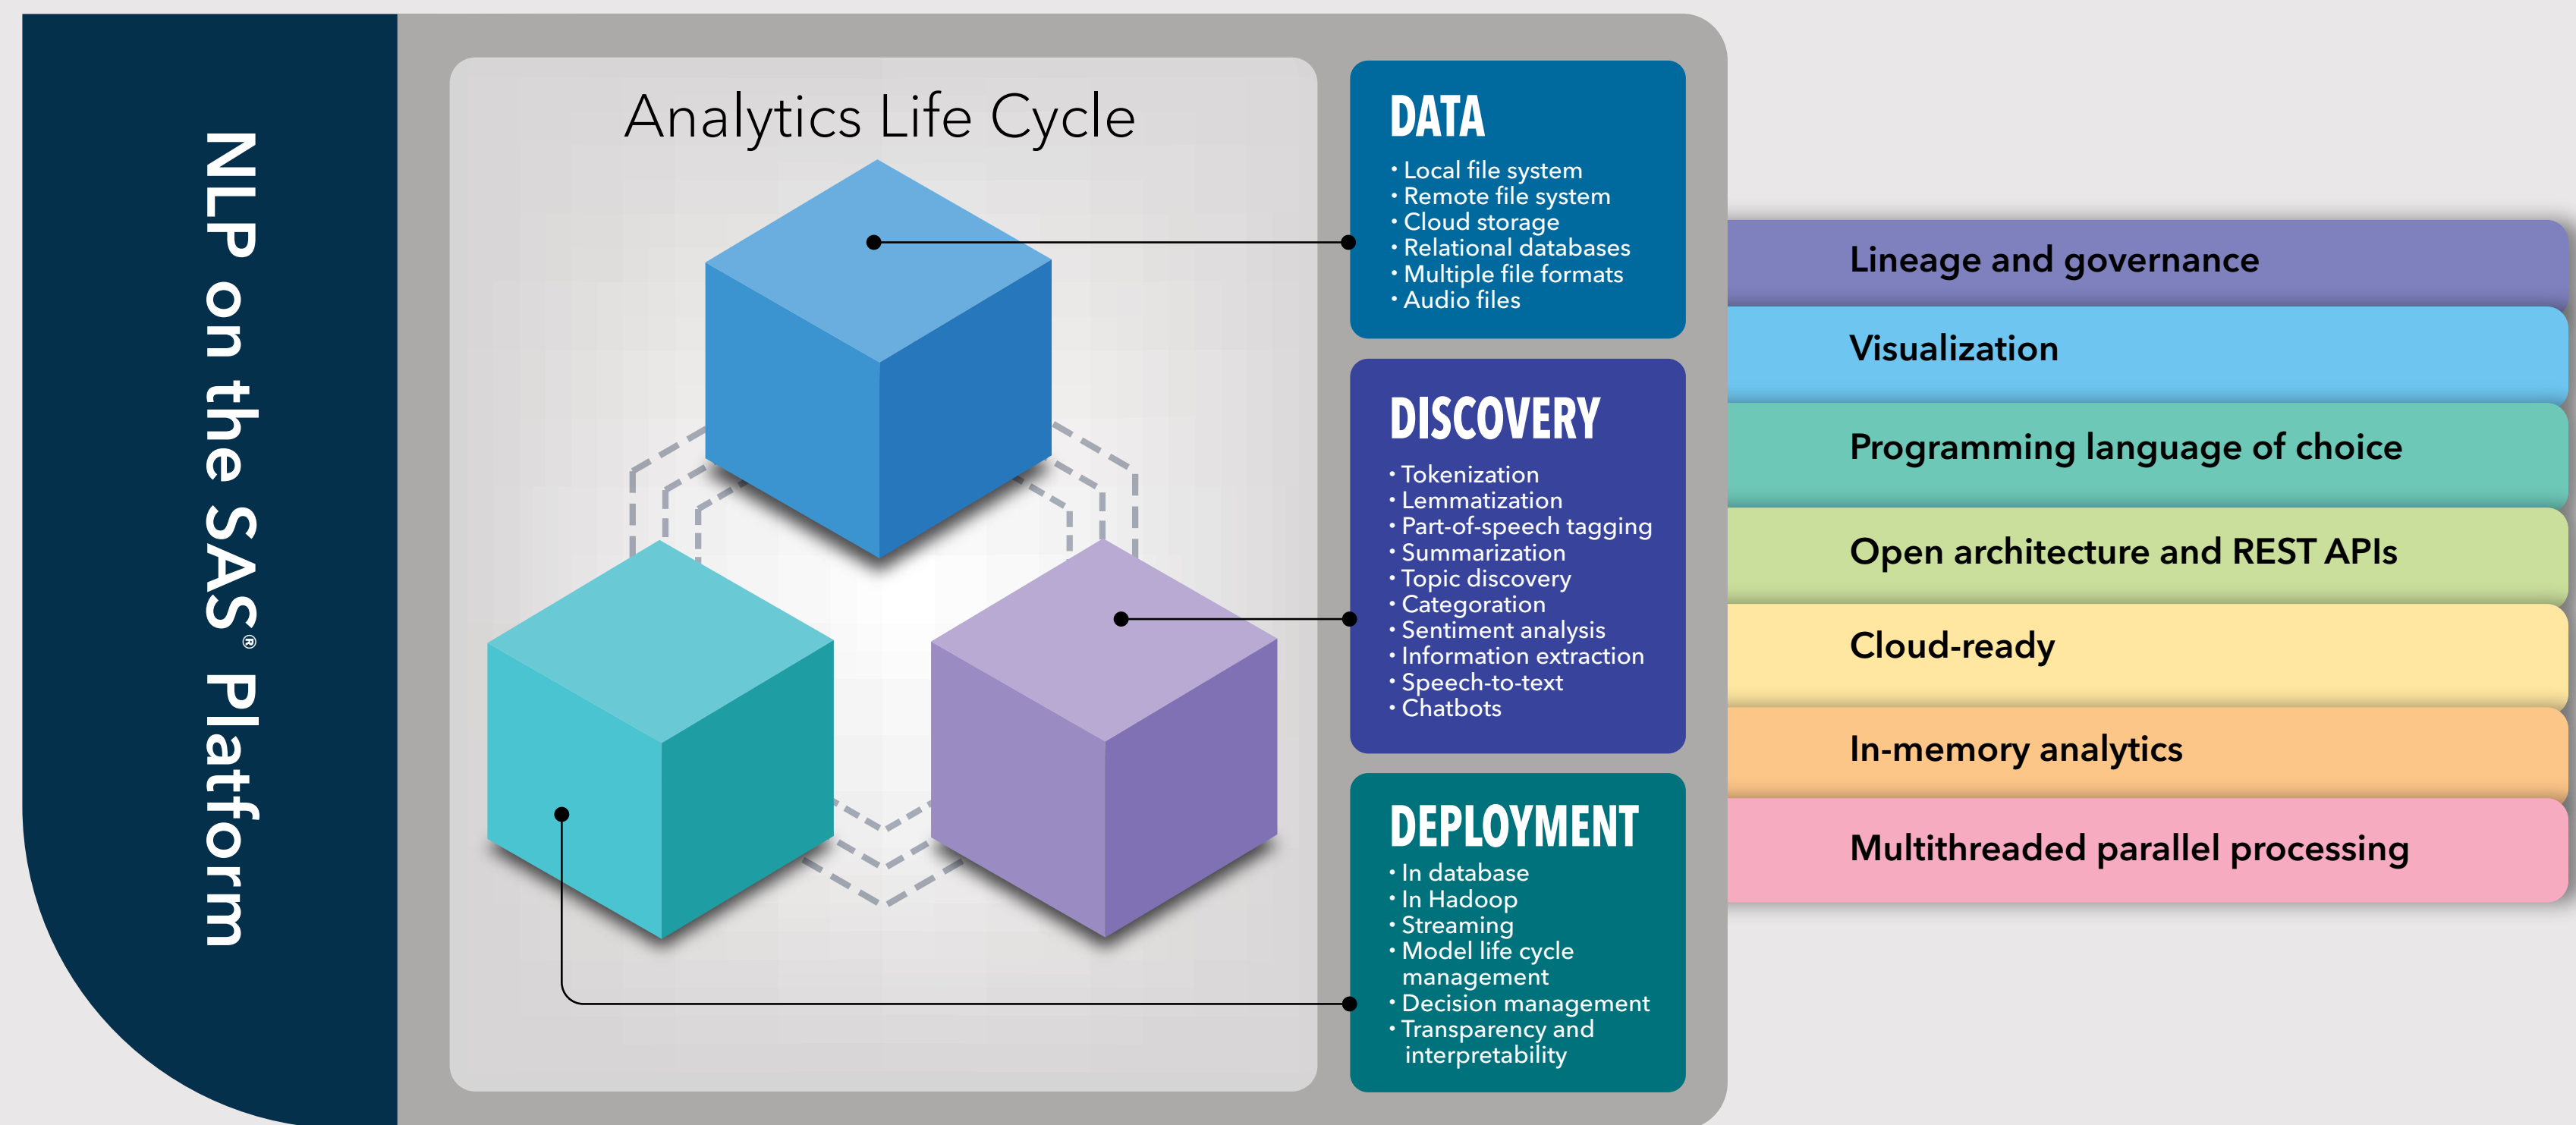 NLP on the SAS® Platform
Analytics Life Cycle
DATA
• Local file system
• Remote file system
• Cloud storage
• Relational databases
• Multiple file formats
• Audio files
DISCOVERY
• Tokenization
• Lemmatization
• Part-of-speech tagging
• Summarization
• Topic discovery
• Categoration
• Sentiment analysis
• Information extraction
• Speech-to-text
• Chatbots
DEPLOYMENT
• In database
• In Hadoop
• Streaming
• Model life cycle
management
• Decision management
• Transparency and
interpretability
Lineage and governance
Visualization
Programming language of choice
Open architecture and REST APIs
Cloud-ready
In-memory analytics
Multithreaded parallel processing